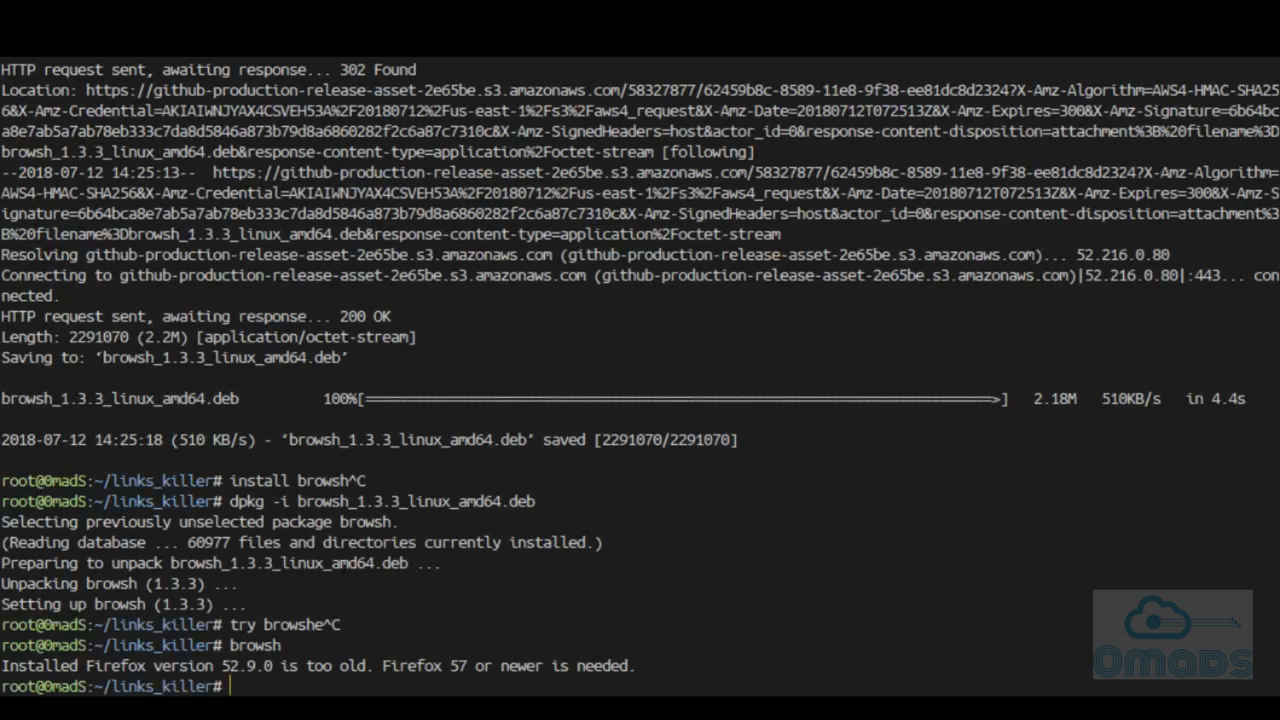 HTTP request sent, awaiting response... 302 Found
Location: https://github-production-release-asset-2e65be.s3.amazonaws.com/58327877/62459b8c-8589-11e8-9f38-ee81dc8d2324?X-Amz-Algorithm=AWS4-HMAC-SHA25
6&X-Amz-Credential=AKIAIWNJYAX4CSVEH53A%2F20180712%2Fus-east-1%2Fs3%2Faws4_request&X-Amz-Date=20180712T072513Z&X-Amz-Expires=300&X-Amz-Signature=6b64bc
a8e7ab5a7ab78eb333c7da8d5846a873b79d8a6860282f2c6a87c7310c&X-Amz-SignedHeaders=host&actor_id=0&response-content-disposition=attachment%3B%20filename%3D
browsh_1.3.3_linux_amd64.deb&response-content-type=application%2Foctet-stream [following]
--2018-07-12 14:25:13--  https://github-production-release-asset-2e65be.s3.amazonaws.com/58327877/62459b8c-8589-11e8-9f38-ee81dc8d2324?X-Amz-Algorithm=
AWS4-HMAC-SHA256&X-Amz-Credential=AKIAIWNJYAX4CSVEH53A%2F20180712%2Fus-east-1%2Fs3%2Faws4_request&X-Amz-Date=20180712T072513Z&X-Amz-Expires=300&X-Amz-S
ignature=6b64bca8e7ab5a7ab78eb333c7da8d5846a873b79d8a6860282f2c6a87c7310c&X-Amz-SignedHeaders=host&actor_id=0&response-content-disposition=attachment%3
B%20filename%3Dbrowsh_1.3.3_linux_amd64.deb&response-content-type=application%2Foctet-stream
Resolving github-production-release-asset-2e65be.s3.amazonaws.com (github-production-release-asset-2e65be.s3.amazonaws.com)... 52.216.0.80
Connecting to github-production-release-asset-2e65be.s3.amazonaws.com (github-production-release-asset-2e65be.s3.amazonaws.com)|52.216.0.80|:443... con
nected.
HTTP request sent, awaiting response... 200 OK
Length: 2291070 (2.2M) [application/octet-stream]
Saving to: ‘browsh_1.3.3_linux_amd64.deb’
browsh_1.3.3_linux_amd64.deb 100%[===================================================>] 2.18M 510KB/s in 4.4s
2018-07-12 14:25:18 (510 KB/s) - ‘browsh_1.3.3_linux_amd64.deb’ saved [2291070/2291070]
root@0madS:~/links_killer# install browsh^C
root@0madS:~/links_killer# dpkg -i browsh_1.3.3_linux_amd64.deb
Selecting previously unselected package browsh.
(Reading database ... 60977 files and directories currently installed.)
Preparing to unpack browsh_1.3.3_linux_amd64.deb ...
Unpacking browsh (1.3.3) ...
Setting up browsh (1.3.3) ...
root@0madS:~/links_killer# try browshe^C
root@0madS:~/links_killer# browsh
Installed Firefox version 52.9.0 is too old. Firefox 57 or newer is needed.
root@0madS:~/links_killer#
0maDS